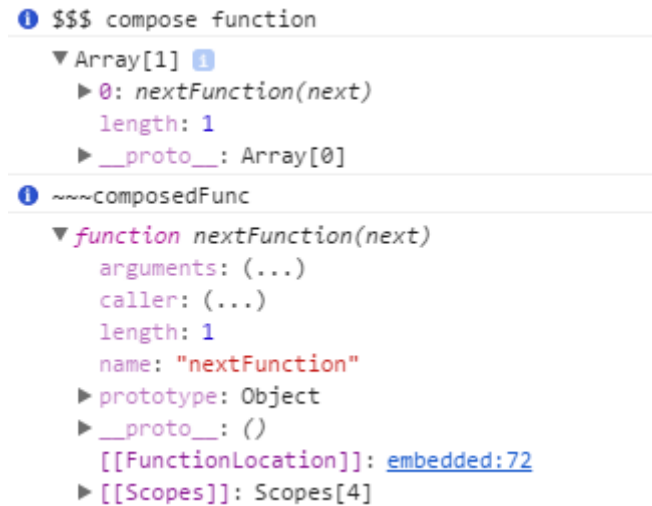 $$$ compose function
Array[1] i
0: nextFunction(next)
length: 1
__proto__: Array[0]
~~~composedFunc
function nextFunction(next)
arguments: (...)
caller: (...)
length: 1
name: "nextFunction"
prototype: Object
__proto__: ()
[[FunctionLocation]]: embedded:72
[[Scopes]]: Scopes[4]